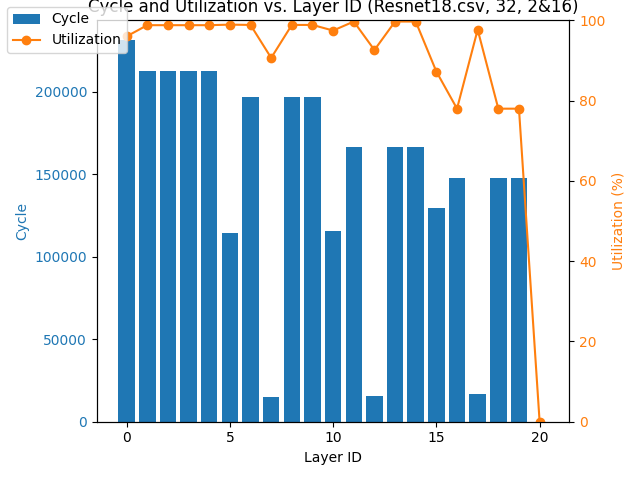 Cycle and Utilization vs. Layer ID (Resnet18.csv, 32, 2&16)
Cycle
Utilization
200000
150000
100000
50000
0
Cycle
100
80
60
40
20
0
Utilization (%)
0 5 10 15 20
Layer ID